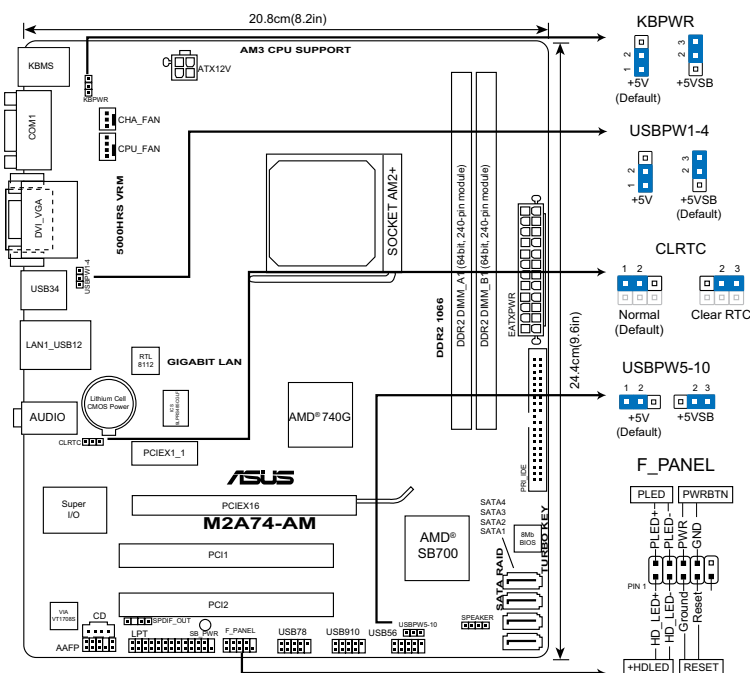 20.8cm(8.2in)
AM3 CPU SUPPORT
KBMS
KBPWR
ATX12V
COM1
CHA_FAN
CPU_FAN
5000HRS VRM
DVI_VGA
USBPW1-4
SOCKET AM2+
DDR2 1066
DDR2 DIMM_A1 (64bit, 240-pin module)
DDR2 DIMM_B1 (64bit, 240-pin module)
EATXPWR
24.4cm(9.6in)
USB34
LAN1_USB12
RTL
8112
GIGABIT LAN
Lithium Cell
CMOS Power
ICS
AUDIO
CLRTC
AMD® 740G
PCIEX1_1
PRI_IDE
ASUS
PCIEX16
M2A74-AM
Super
I/O
SATA4
SATA3
SATA2
SATA1
AMD®
SB700
8Mb
BIOS
TURBO KEY
SATA RAID
PCI1
PCI2
VIA
VT1708S
CD
SPDIF_OUT
AAFP
LPT
SB_PWR
F_PANEL
USB78
USB910
USB56
USBPW5-10
SPEAKER
KBPWR
1 2
2 3
+5V
(Default)
+5VSB
USBPW1-4
1 2
2 3
+5V
+5VSB
(Default)
CLRTC
1 2
2 3
Normal
(Default)
Clear RTC
USBPW5-10
1 2
2 3
+5V
(Default)
+5VSB
F_PANEL
PLED
PWRBTN
PLED+
PLED-
PWR
GND
PIN 1
HD_LED+
HD_LED-
Ground
Reset
+HDLED
RESET